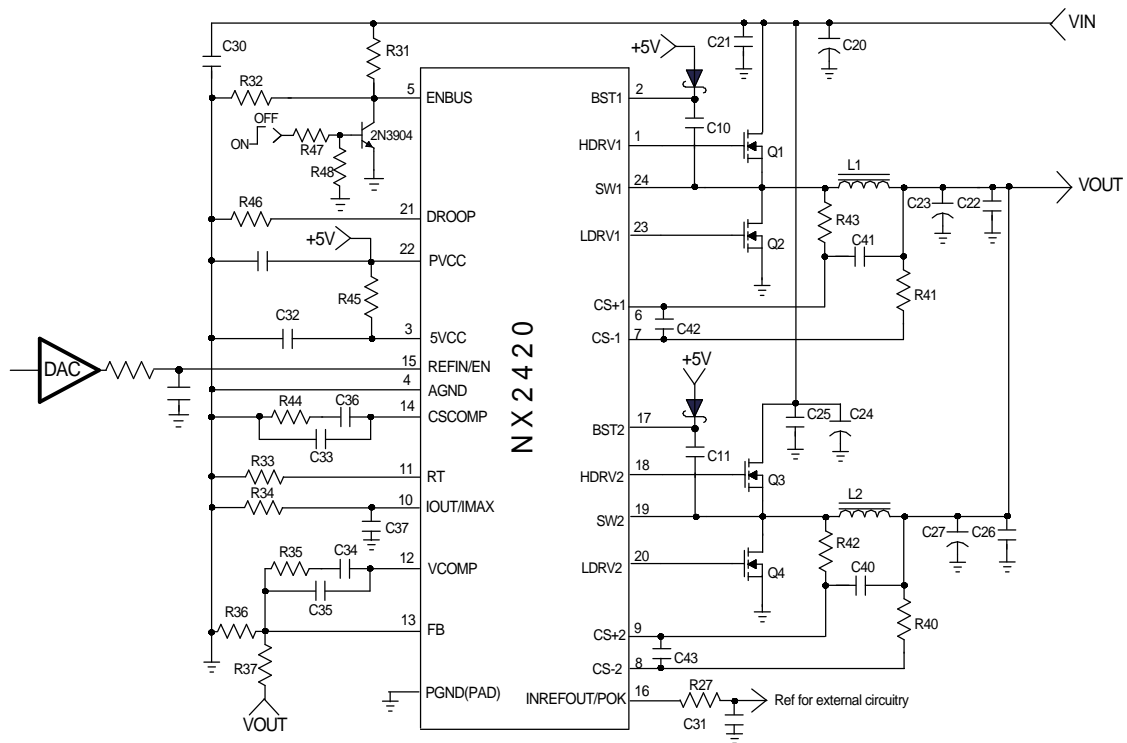 VIN
C30
R31
+5V
C21
C20
R32
5
ENBUS
2
BST1
OFF
ON
2N3904
R47
R48
C10
1
HDRV1
Q1
24
SW1
L1
VOUT
C23
C22
R46
21
DROOP
23
LDRV1
Q2
R43
C41
+5V
22
PVCC
R45
R41
CS+1
6
C42
CS-1
7
C32
3
5VCC
NX2420
+5V
DAC
15
REFIN/EN
4
AGND
R44
C36
14
CSCOMP
C33
C25
C24
17
BST2
C11
R33
11
RT
18
HDRV2
Q3
R34
10
IOUT/IMAX
C37
19
SW2
L2
C27
C26
R42
C40
R35
C34
12
VCOMP
C35
20
LDRV2
Q4
R36
13
FB
R40
R37
9
CS+2
C43
8
CS-2
PGND(PAD)
INREFOUT/POK
16
R27
Ref for external circuitry
C31
VOUT